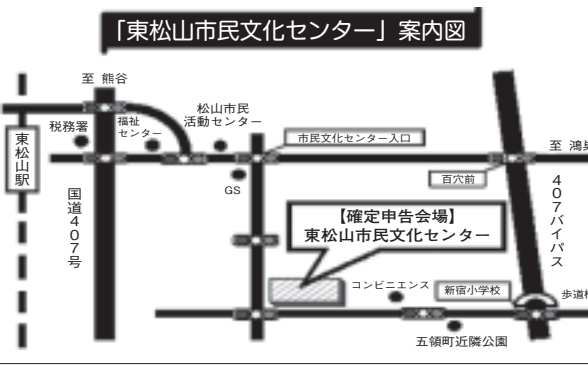 「東松山市民文化センター」案内図
至 熊谷
税務署
福祉
センター
松山市民
活動センター
市民文化センター入口
至 鴻巣
東松山駅
GS
百穴前
国道407号
407バイパス
【確定申告会場】
東松山市民文化センター
コンビニエンス
新宿小学校
歩道橋
五領町近隣公園